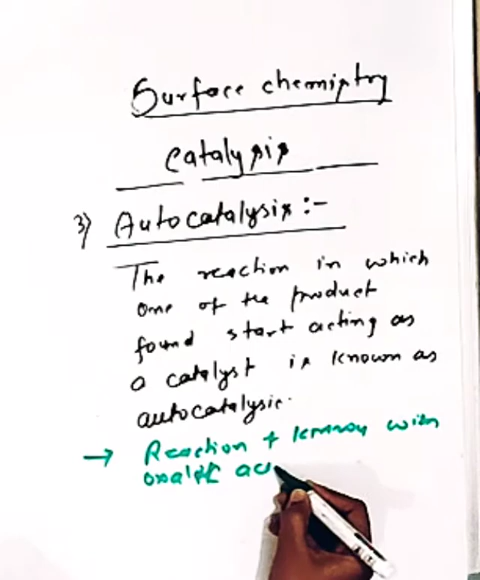 Surface chemistry
Catalysis
3) Autocatalysis :-
The reaction in which
one of the product
found start acting as
a catalyst is known as
autocatalysis.
→ Reaction + KMnO4 with
oxalic ac